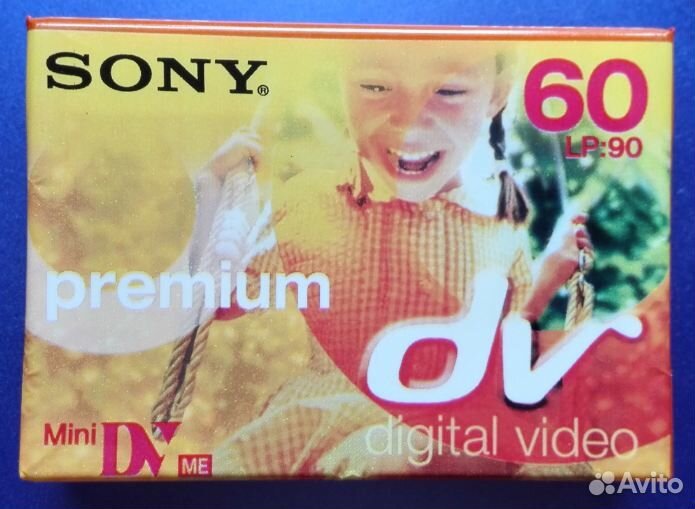 SONY®
60
LP:90
premium
dv
digital video
Mini DV ME
Avito